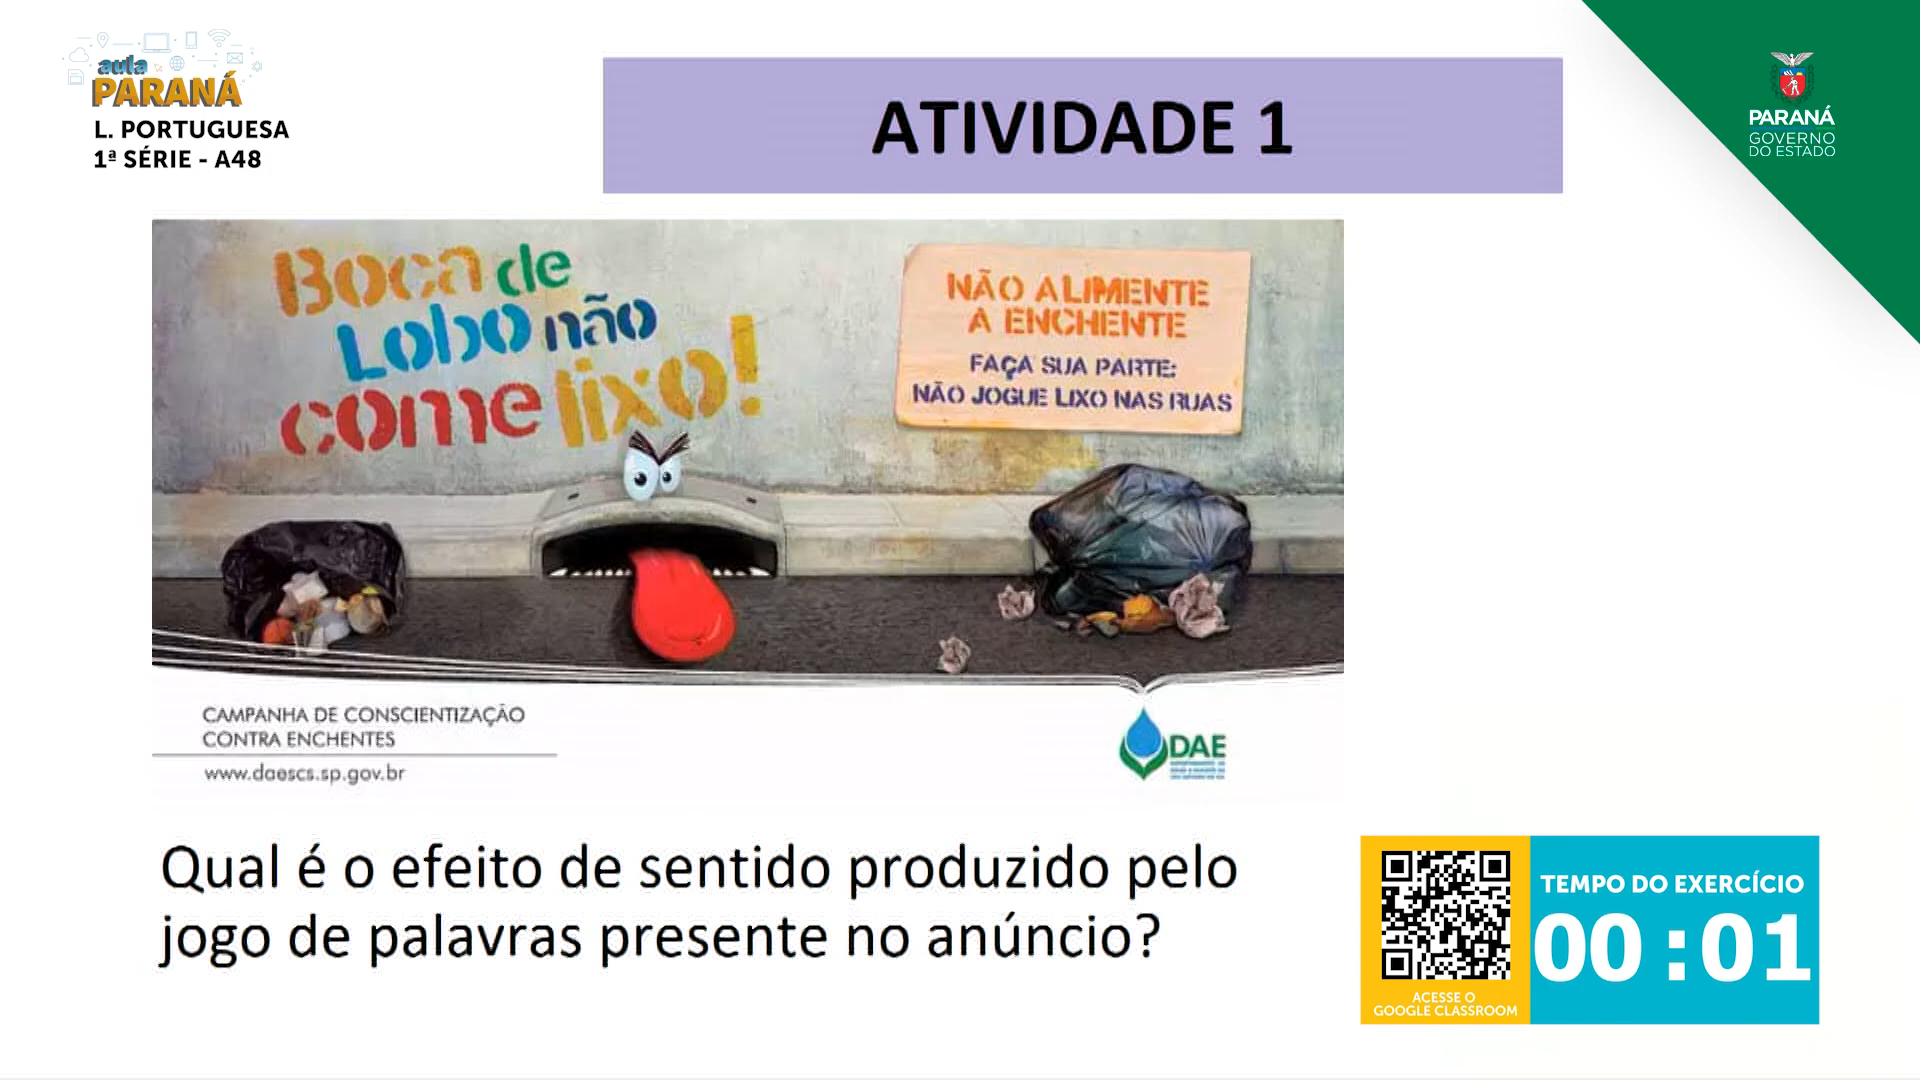 aula
PARANÁ
L. PORTUGUESA
1ª SÉRIE - A48
ATIVIDADE 1
PARANÁ
GOVERNO
DO ESTADO
Boca de
Lobo não
come lixo!
NÃO ALIMENTE
A ENCHENTE
FAÇA SUA PARTE:
NÃO JOGUE LIXO NAS RUAS
CAMPANHA DE CONSCIENTIZAÇÃO
CONTRA ENCHENTES
www.daescs.sp.gov.br
DAE
Qual é o efeito de sentido produzido pelo
jogo de palavras presente no anúncio?
TEMPO DO EXERCÍCIO
00 : 01
ACESSE O
GOOGLE CLASSROOM